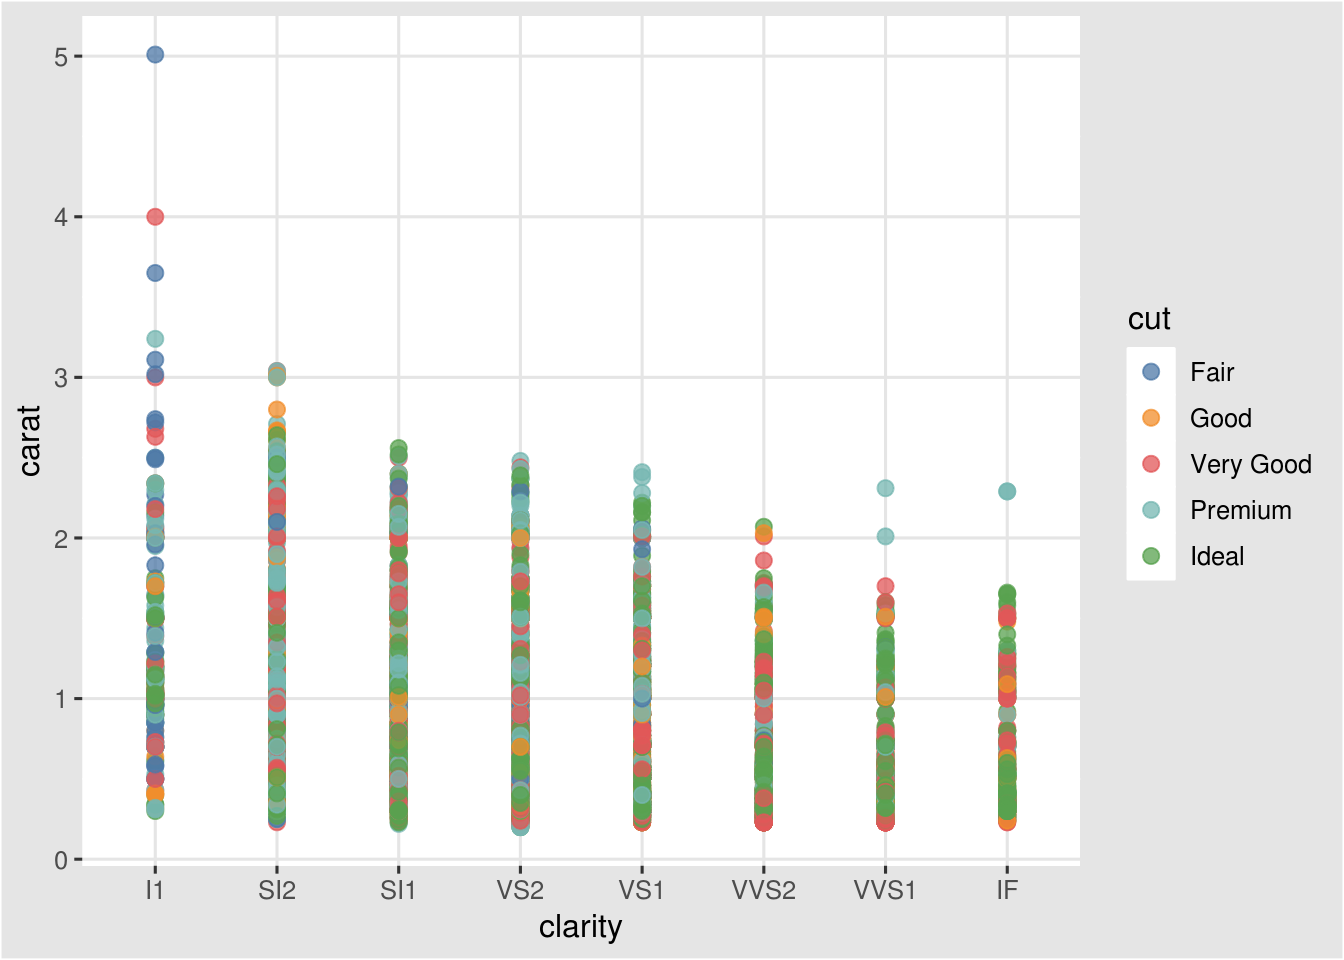 5
4
3
2
1
0
carat
I1 SI2 SI1 VS2 VS1 VVS2 VVS1 IF
clarity
cut
Fair
Good
Very Good
Premium
Ideal